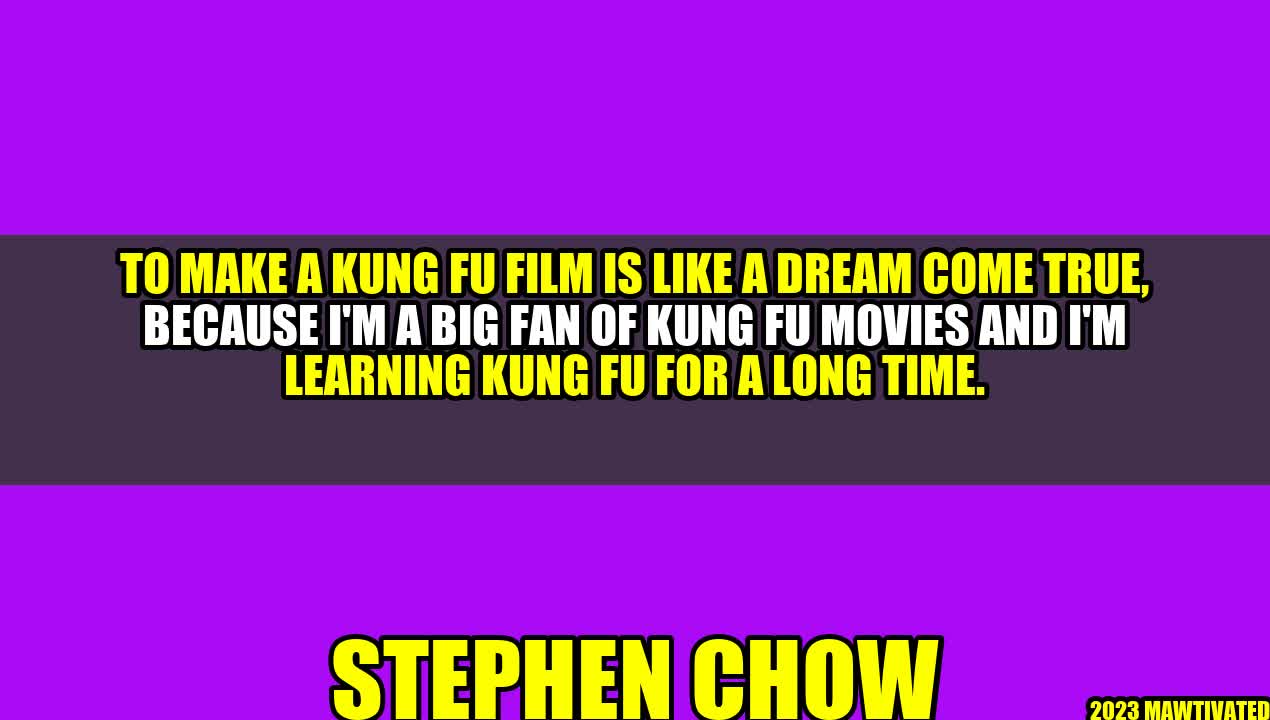 TO MAKE A KUNG FU FILM IS LIKE A DREAM COME TRUE,
BECAUSE I'M A BIG FAN OF KUNG FU MOVIES AND I'M
LEARNING KUNG FU FOR A LONG TIME.
STEPHEN CHOW
2023 MAWTIVATED